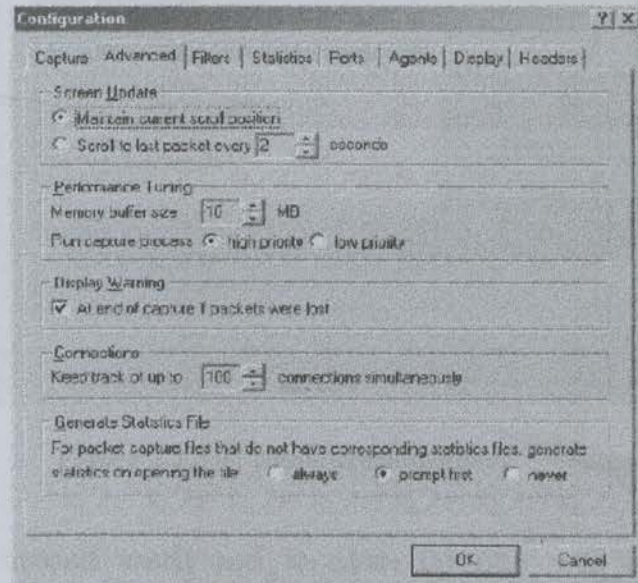 Configuration
Capture Advanced Filters Statistics Ports Agents Display Headers
Screen Update
Maintain current scroll position
Scroll to last packet every 2 seconds
Performance Tuning
Memory buffer size 10 MB
Run capture process high priority low priority
Display Warning
At end of capture if packets were lost
Connections
Keep track of up to 100 connections simultaneously
Generate Statistics File
For packet capture files that do not have corresponding statistics files, generate
statistics on opening the file always prompt first never
OK Cancel